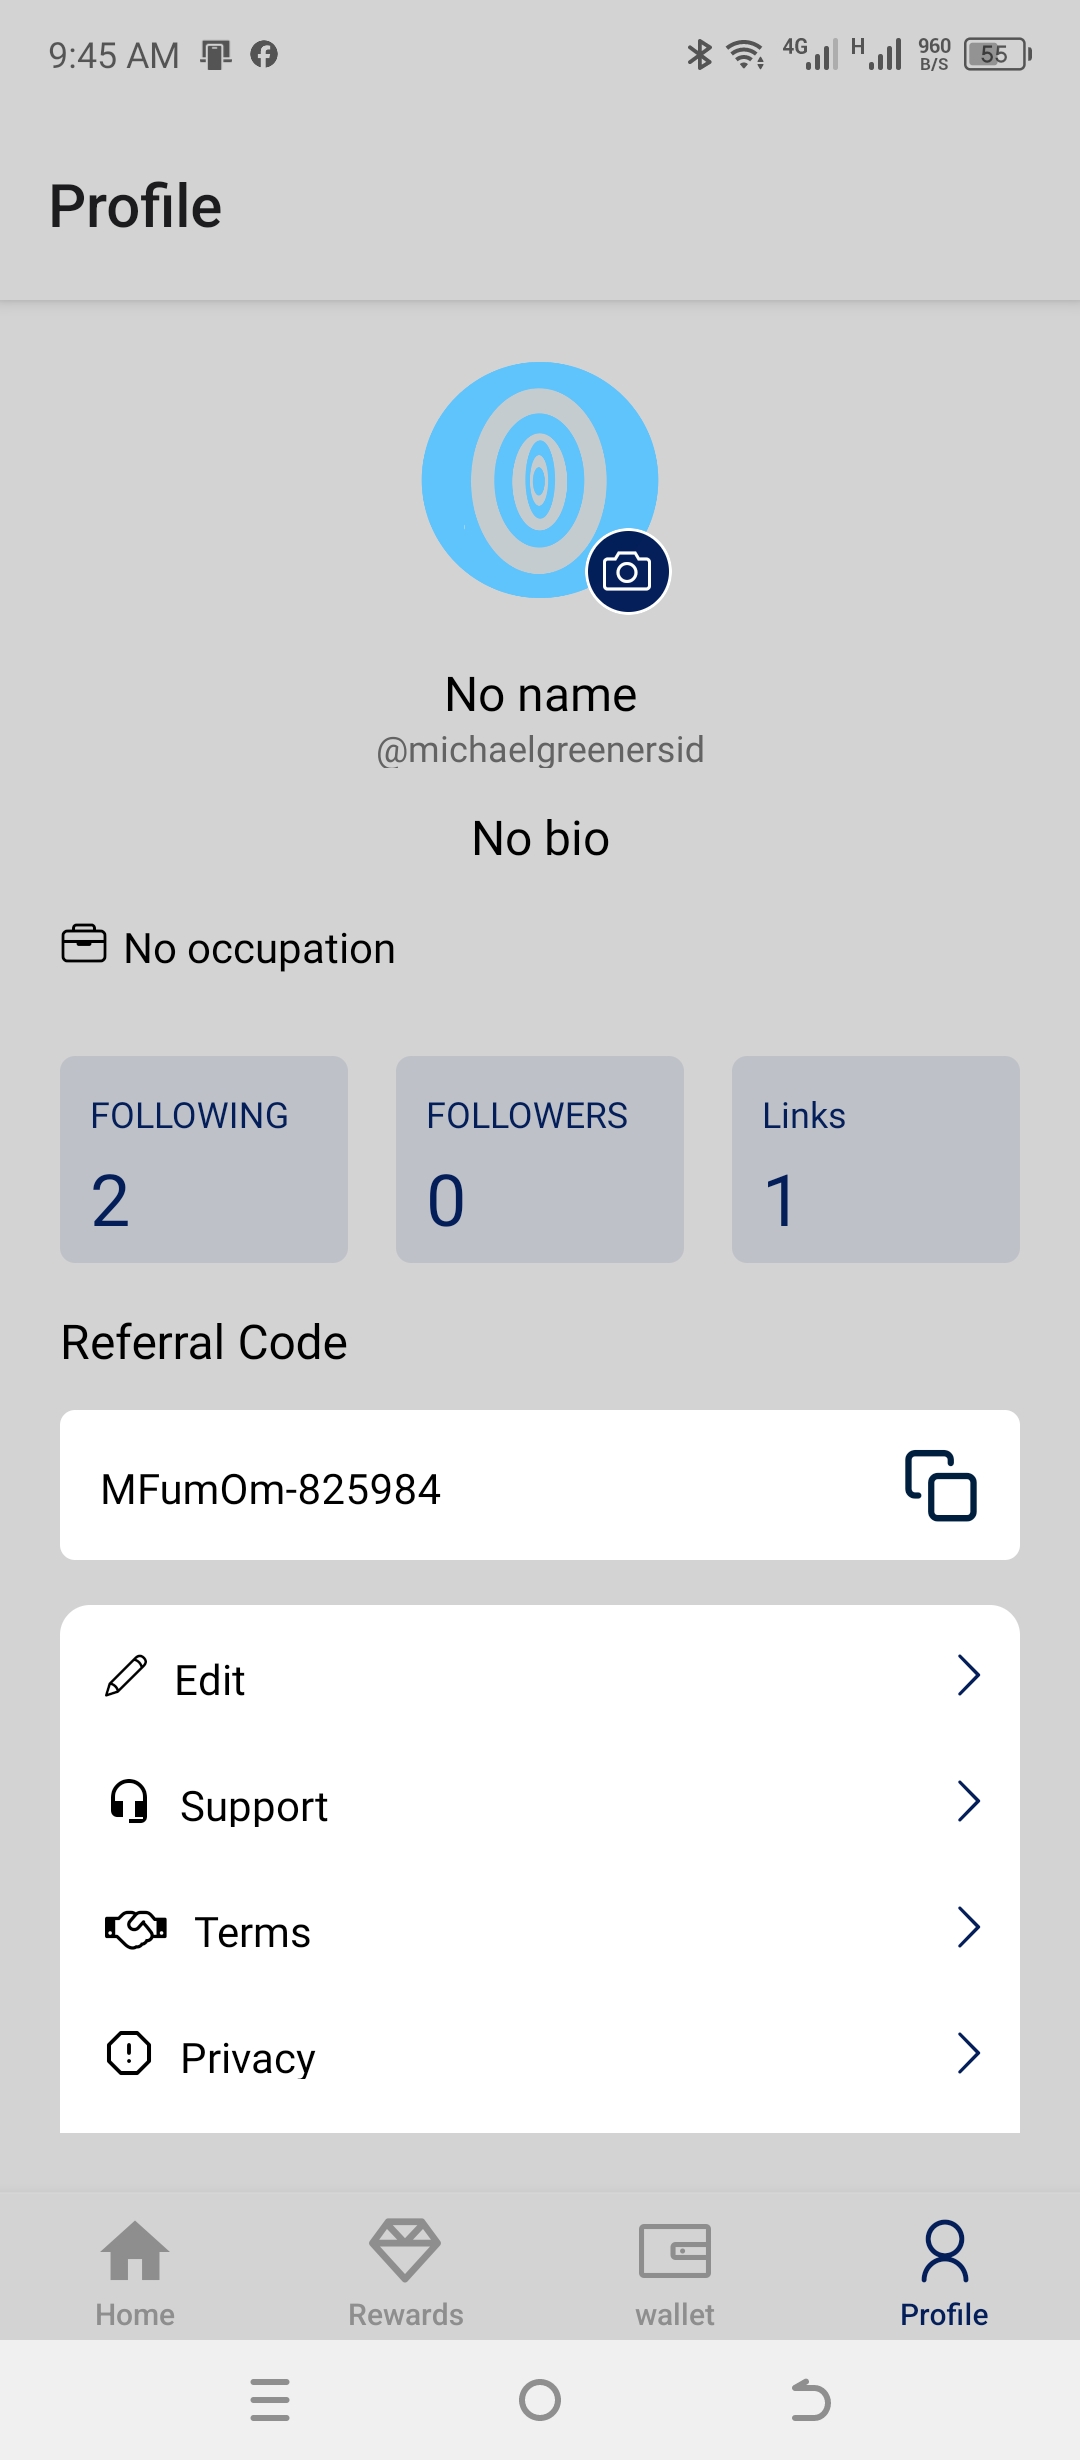 9:45 AM
4G H 960 B/S 55
Profile
No name
@michaelgreenersid
No bio
No occupation
FOLLOWING FOLLOWERS Links
2 0 1
Referral Code
MFumOm-825984
Edit
Support
Terms
Privacy
Home Rewards wallet Profile